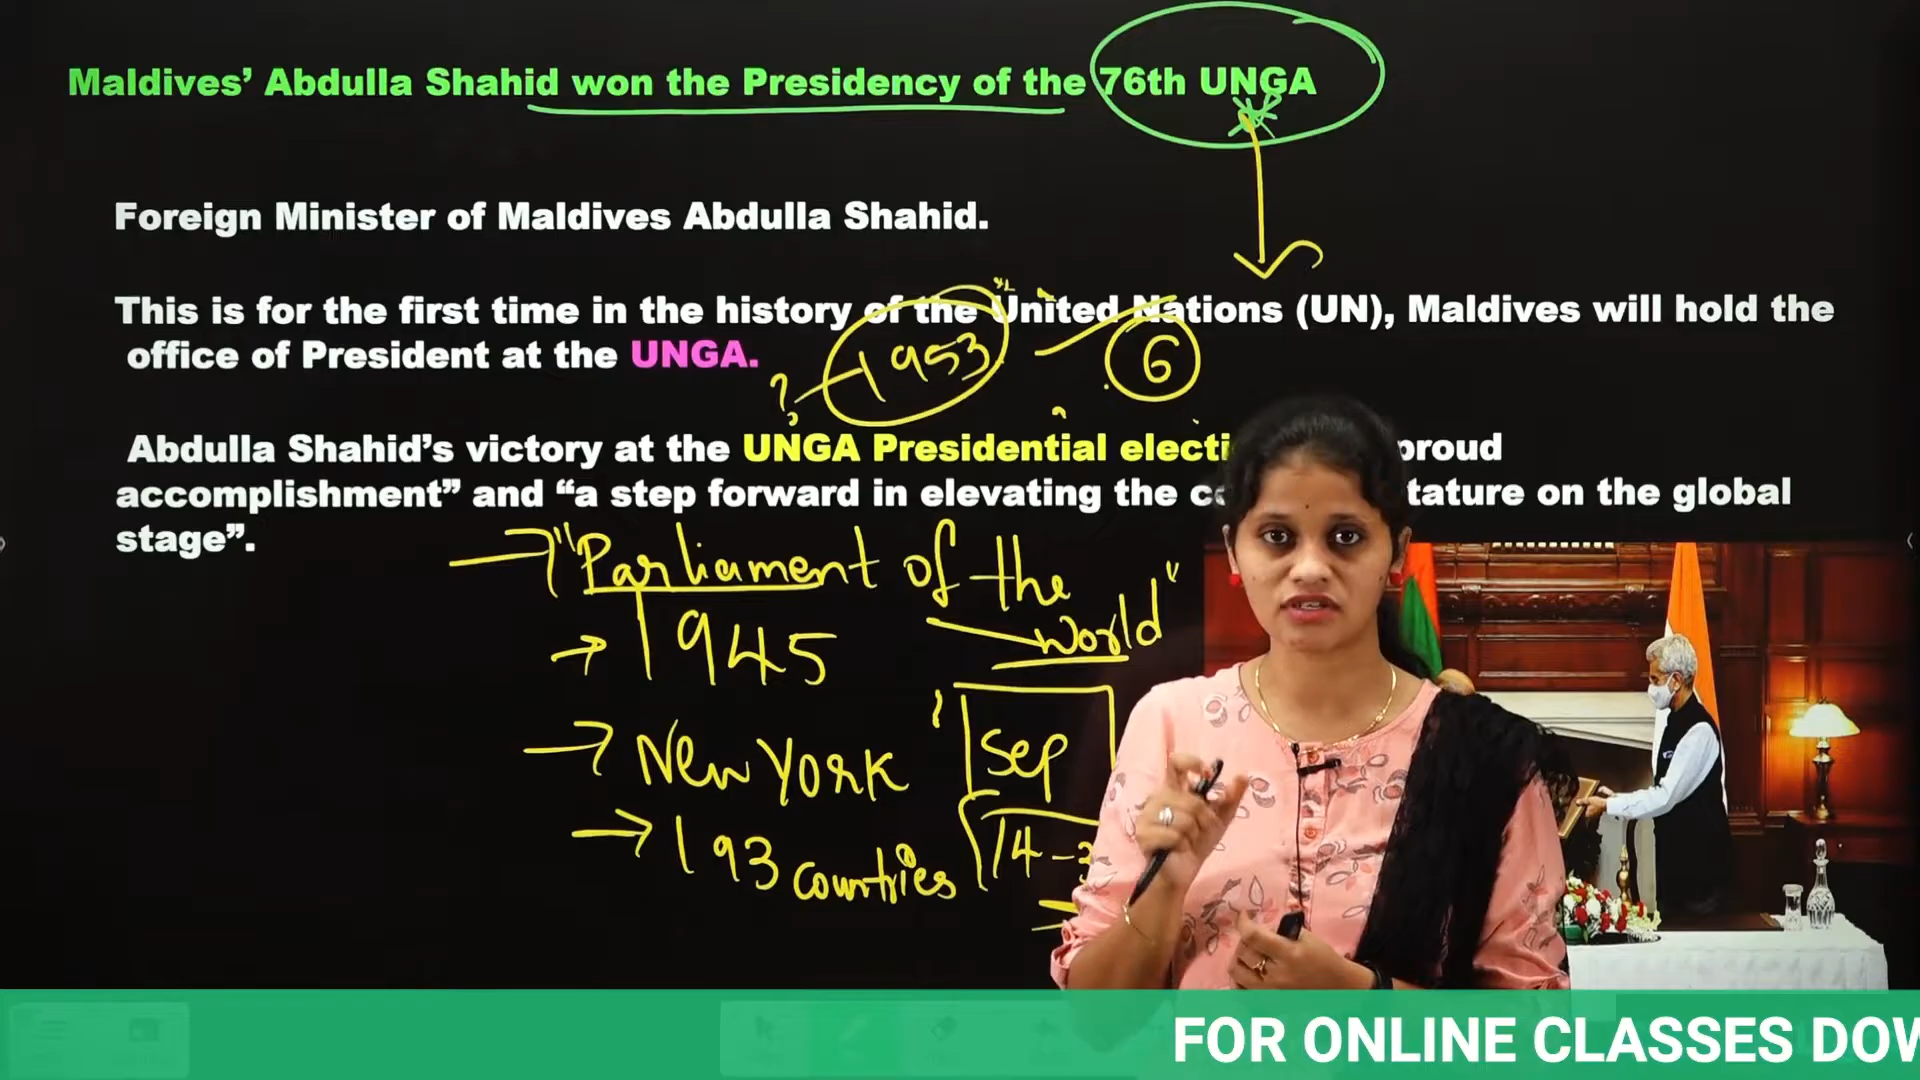 Maldives’ Abdulla Shahid won the Presidency of the 76th UNGA
Foreign Minister of Maldives Abdulla Shahid.
This is for the first time in the history of the United Nations (UN), Maldives will hold the
office of President at the UNGA.
? 1953 6
Abdulla Shahid’s victory at the UNGA Presidential proud
accomplishment” and “a step forward in elevating the on the global
stage”.
→ "Parliament of the
World"
→ 1945
→ New York
Sep
→ 193 countries
14 -
FOR ONLINE CLASSES